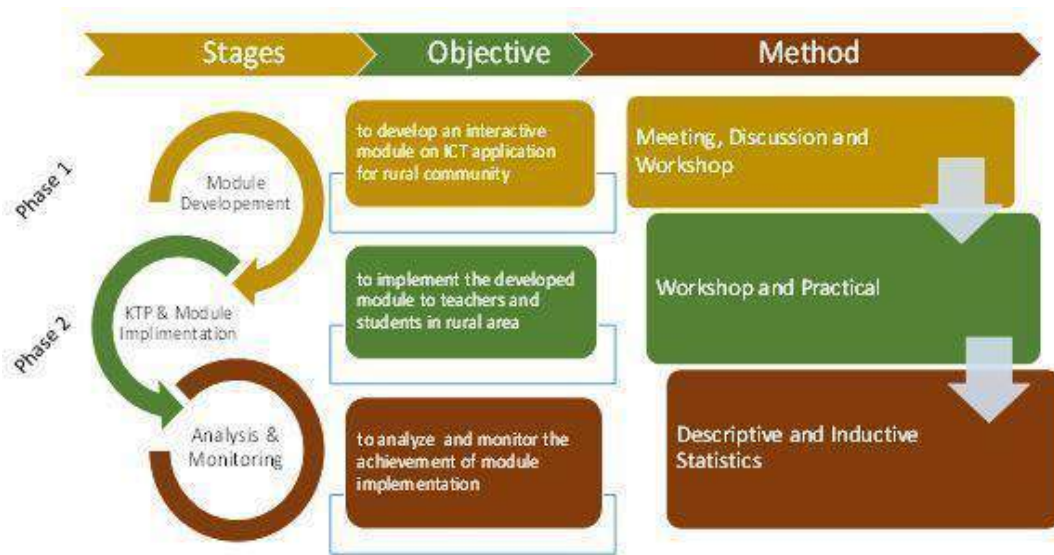 Stages
Objective
Method
Phase 1
Module
Developement
to develop an interactive
module on ICT application
for rural community
Meeting, Discussion and
Workshop
Phase 2
KTP & Module
Implimentation
to implement the developed
module to teachers and
students in rural area
Workshop and Practical
Analysis &
Monitoring
to analyze and monitor the
achievement of module
implementation
Descriptive and Inductive
Statistics